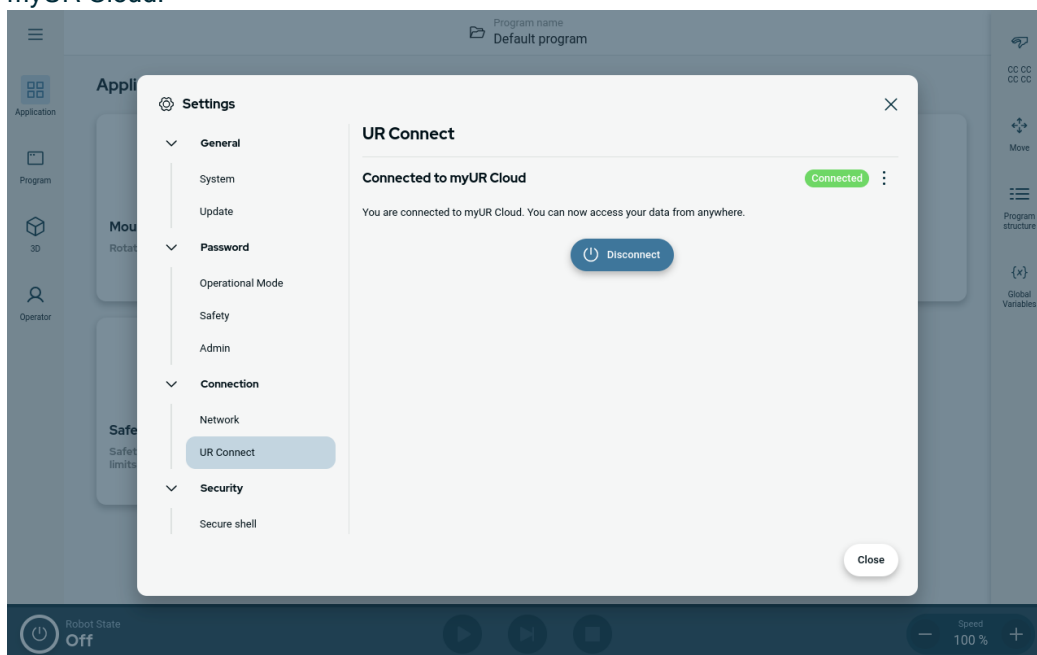 myUR Cloud.
Program name
Default program
Application
Program
3D
Operator
Appli
Mou
Rotat
Safe
Safet
limits
Settings
General
System
Update
Password
Operational Mode
Safety
Admin
Connection
Network
UR Connect
Security
Secure shell
UR Connect
Connected to myUR Cloud
Connected
You are connected to myUR Cloud. You can now access your data from anywhere.
Disconnect
Close
CC CC
CC CC
Move
Program
structure
{x}
Global
Variables
Robot State
Off
Speed
100 %